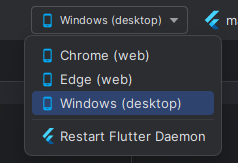 Windows (desktop)
m
Chrome (web)
Edge (web)
Windows (desktop)
Restart Flutter Daemon